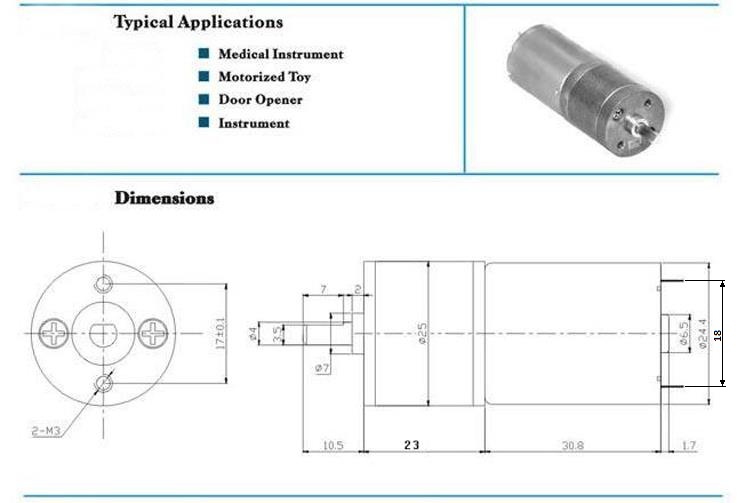 Typical Applications
Medical Instrument
Motorized Toy
Door Opener
Instrument
Dimensions
7
2
17±0.1
ø4
3.5
ø7
ø25
ø6.5
ø24.4
18
2-M3
10.5
23
30.8
1.7